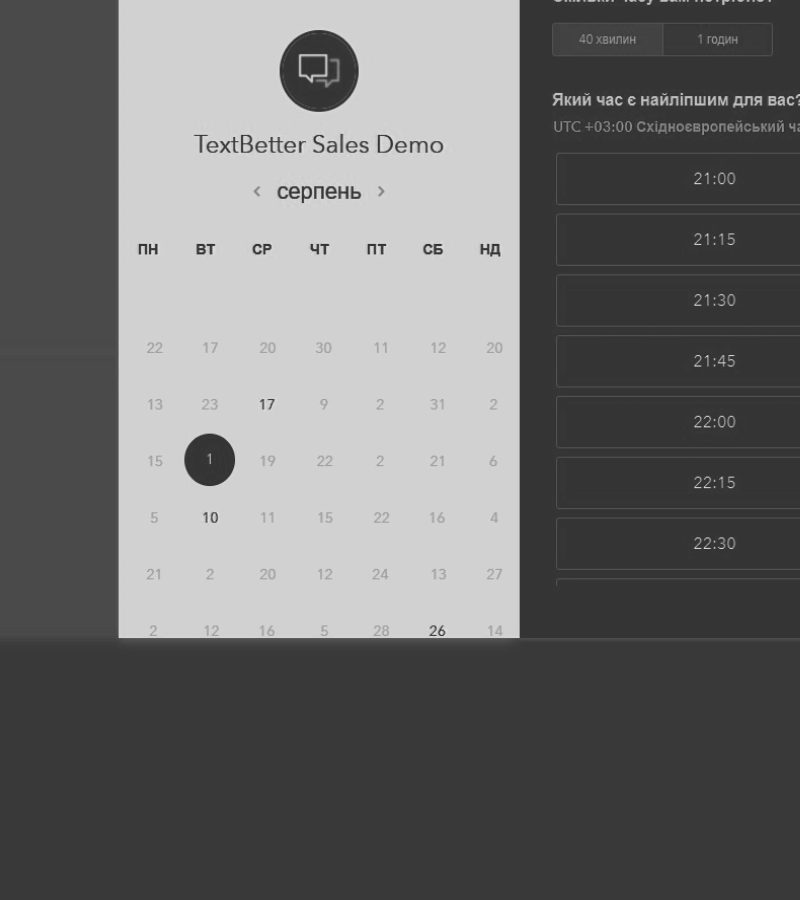 40 хвилин 1 годин
Який час є найліпшим для вас?
UTC +03:00 Східноєвропейський
TextBetter Sales Demo
< серпень >
ПН ВТ СР ЧТ ПТ СБ НД
22 17 20 30 11 12 20
13 23 17 9 2 31 2
15 1 19 22 2 21 6
5 10 11 15 22 16 4
21 2 20 12 24 13 27
2 12 16 5 28 26 14
21:00
21:15
21:30
21:45
22:00
22:15
22:30